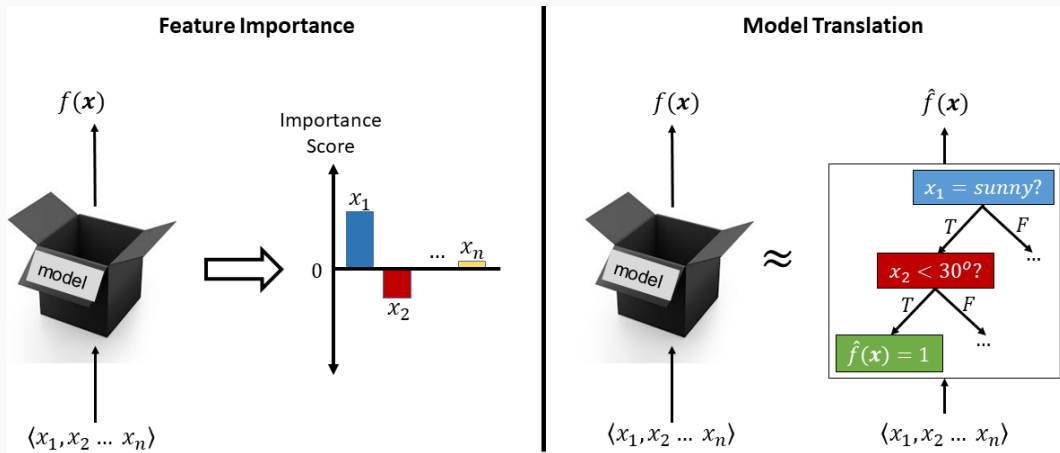 Feature Importance
f(x)
Importance
Score
x₁
... xₙ
0
model
x₂
⟨x₁, x₂ ... xₙ⟩
Model Translation
f(x)
f̂(x)
x₁ = sunny?
T F
...
model
≈
x₂ < 30°?
T F
...
f̂(x) = 1
⟨x₁, x₂ ... xₙ⟩
⟨x₁, x₂ ... xₙ⟩